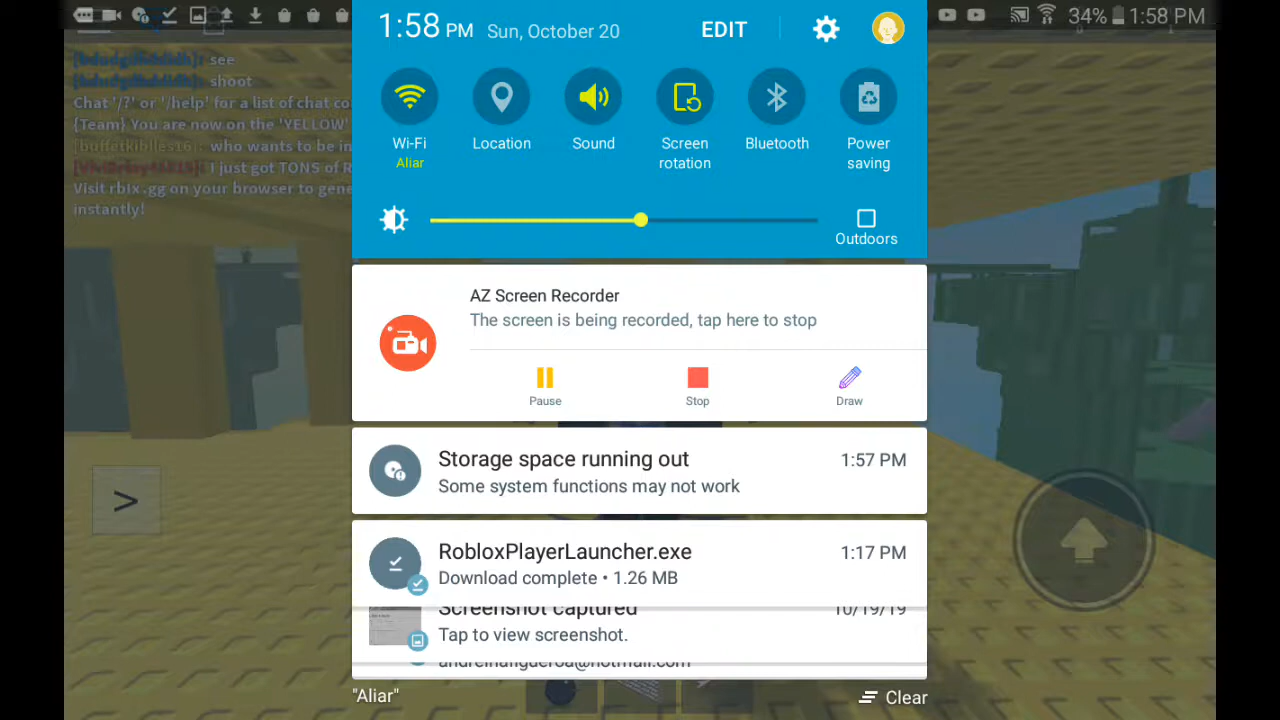 34% 1:58 PM
1:58 PM Sun, October 20 EDIT
Wi-Fi
Aliar
Location
Sound
Screen
rotation
Bluetooth
Power
saving
Outdoors
see
shoot
Chat '/?' or '/help' for a list of chat co
{Team} You are now on the 'YELLOW'
who wants to be in
I just got TONS of R
Visit rbIx .gg on your browser to gene
instantly!
AZ Screen Recorder
The screen is being recorded, tap here to stop
Pause
Stop
Draw
Storage space running out 1:57 PM
Some system functions may not work
RobloxPlayerLauncher.exe 1:17 PM
Download complete • 1.26 MB
Screenshot captured 10/19/19
Tap to view screenshot.
>
"Aliar" Clear